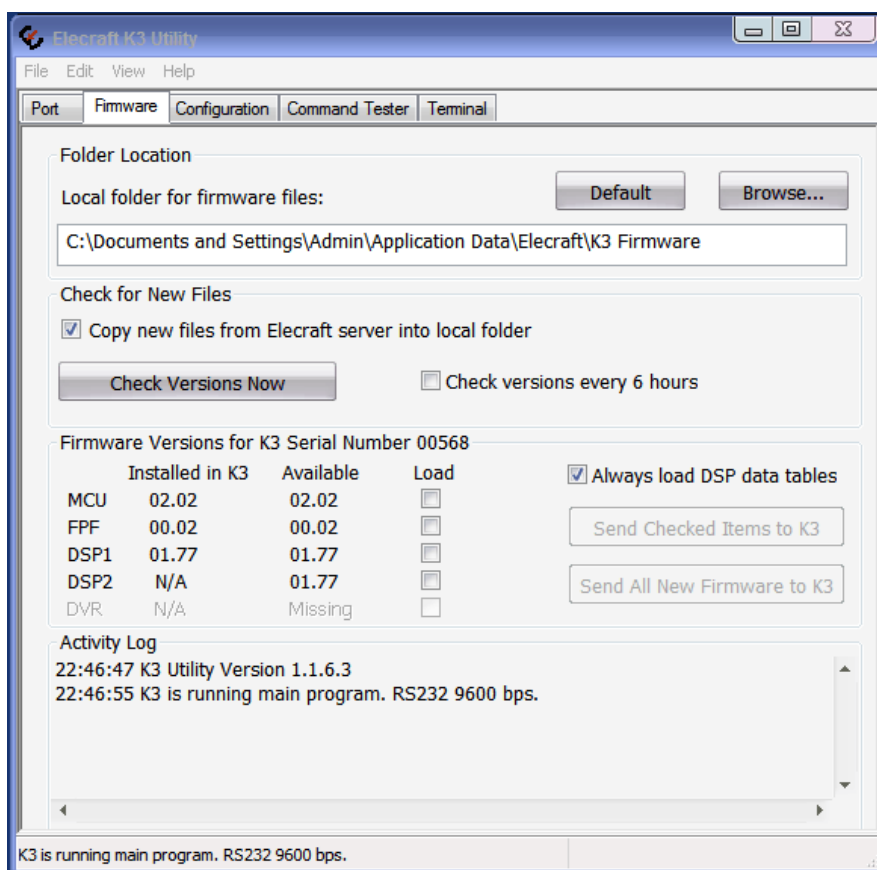 Elecraft K3 Utility
File Edit View Help
Port Firmware Configuration Command Tester Terminal
Folder Location
Local folder for firmware files: Default Browse...
C:\Documents and Settings\Admin\Application Data\Elecraft\K3 Firmware
Check for New Files
Copy new files from Elecraft server into local folder
Check Versions Now Check versions every 6 hours
Firmware Versions for K3 Serial Number 00568
Installed in K3 Available Load Always load DSP data tables
MCU 02.02 02.02
FPF 00.02 00.02 Send Checked Items to K3
DSP1 01.77 01.77
DSP2 N/A 01.77 Send All New Firmware to K3
DVR N/A Missing
Activity Log
22:46:47 K3 Utility Version 1.1.6.3
22:46:55 K3 is running main program. RS232 9600 bps.
K3 is running main program. RS232 9600 bps.